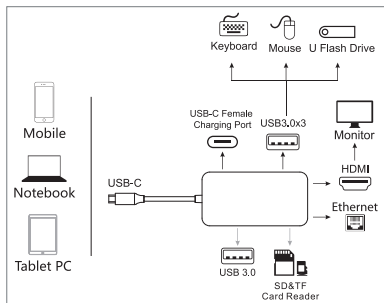 Keyboard
Mouse
U Flash Drive
USB-C Female
Charging Port
USB3.0x3
Mobile
Monitor
USB-C
HDMI
Notebook
Ethernet
Tablet PC
USB 3.0
SD&TF
Card Reader